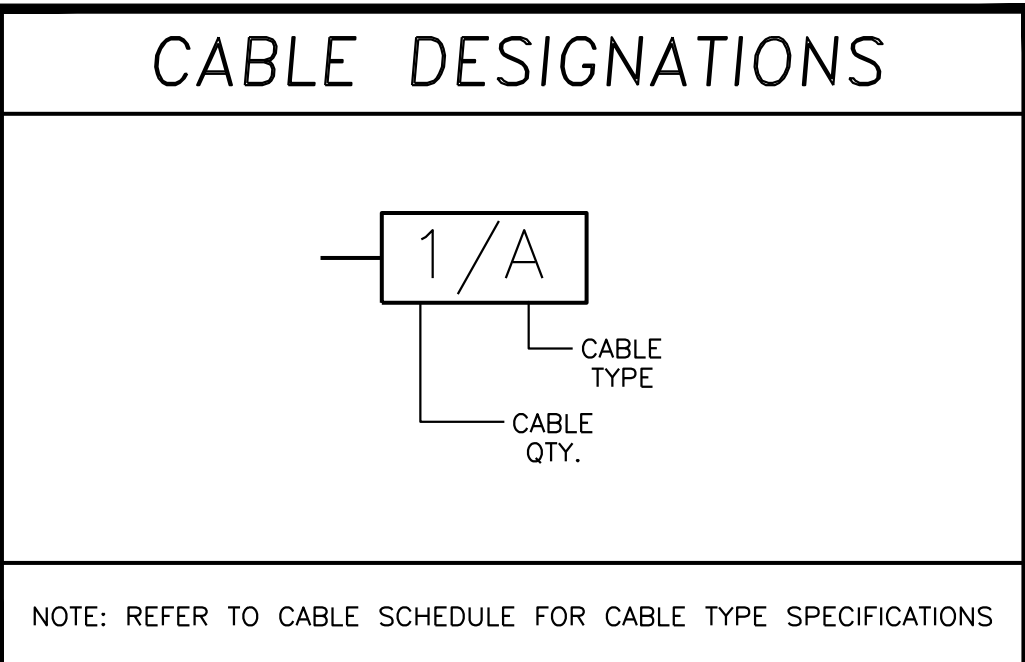 CABLE DESIGNATIONS
1/A
CABLE
TYPE
CABLE
QTY.
NOTE: REFER TO CABLE SCHEDULE FOR CABLE TYPE SPECIFICATIONS